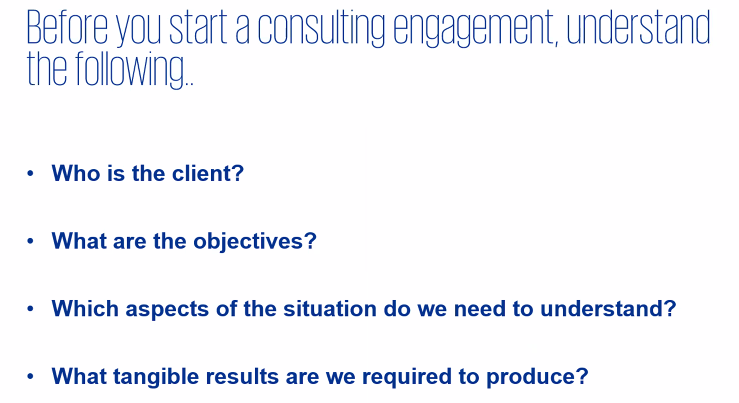 Before you start a consulting engagement, understand
the following..
• Who is the client?
• What are the objectives?
• Which aspects of the situation do we need to understand?
• What tangible results are we required to produce?